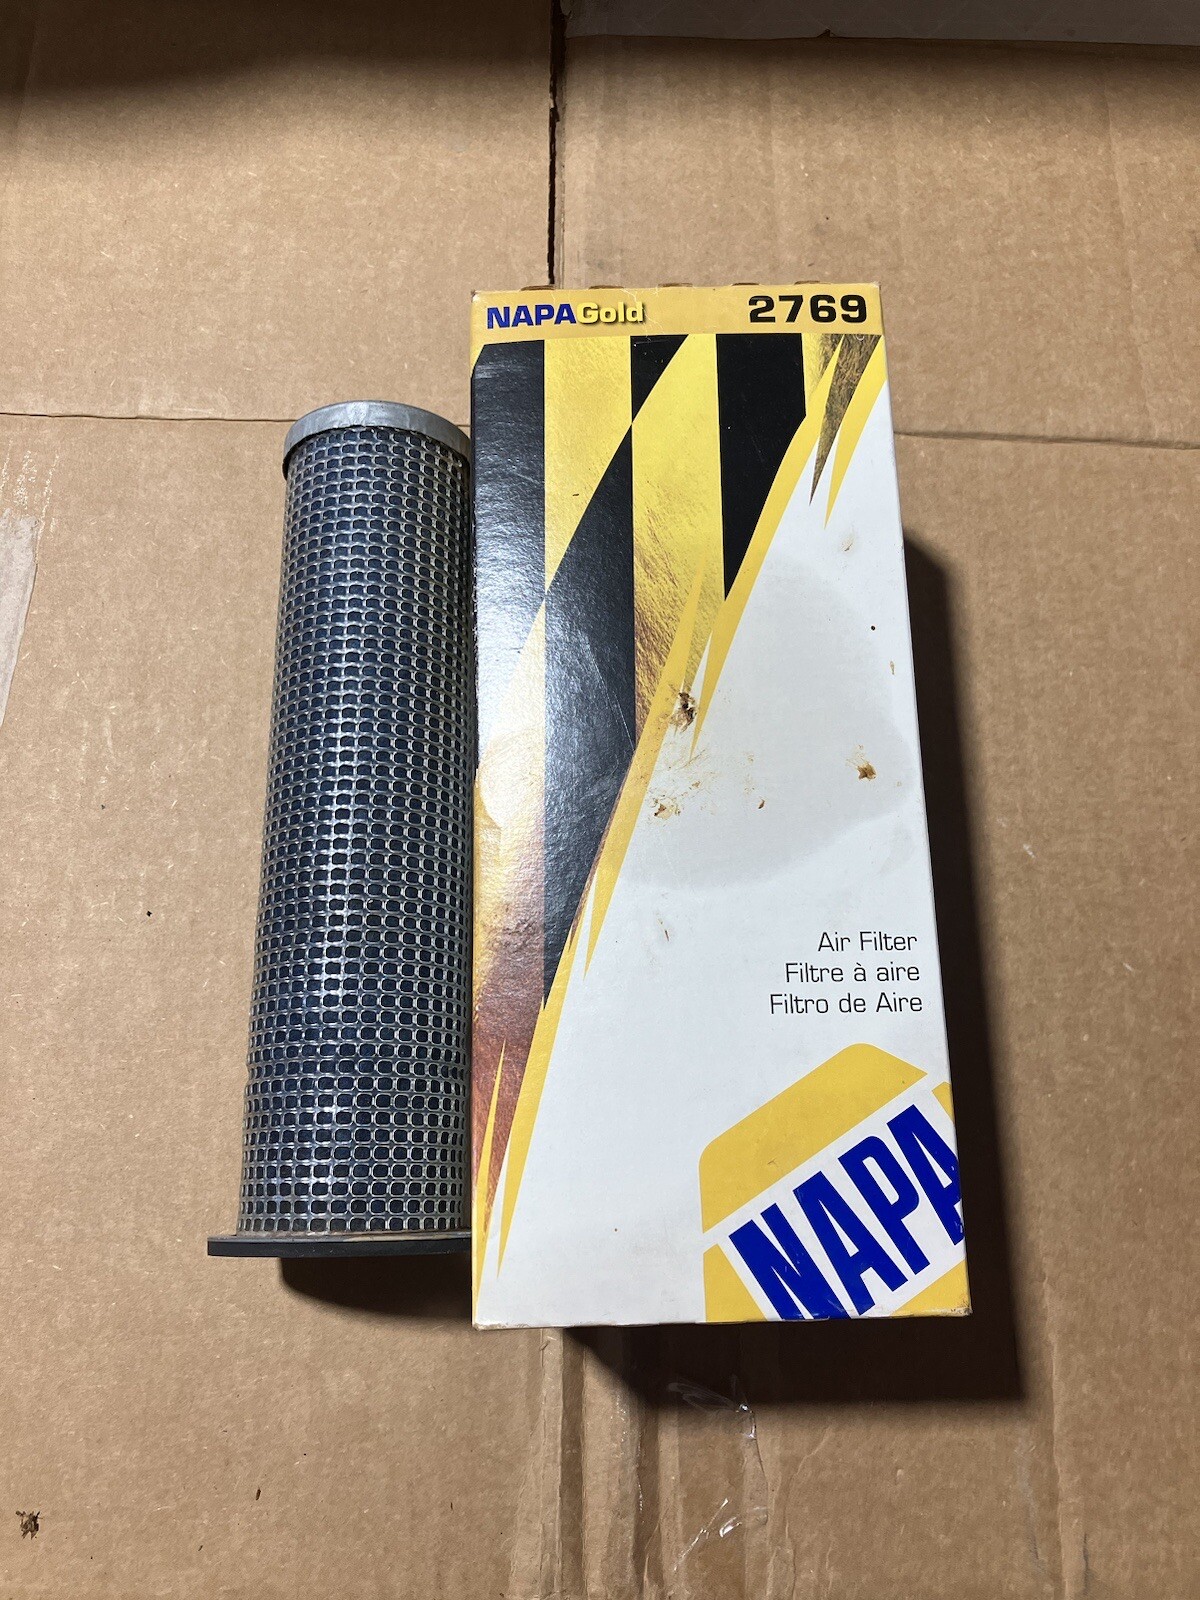 NAPAGold 2769
Air Filter
Filtre à aire
Filtro de Aire
NAPA